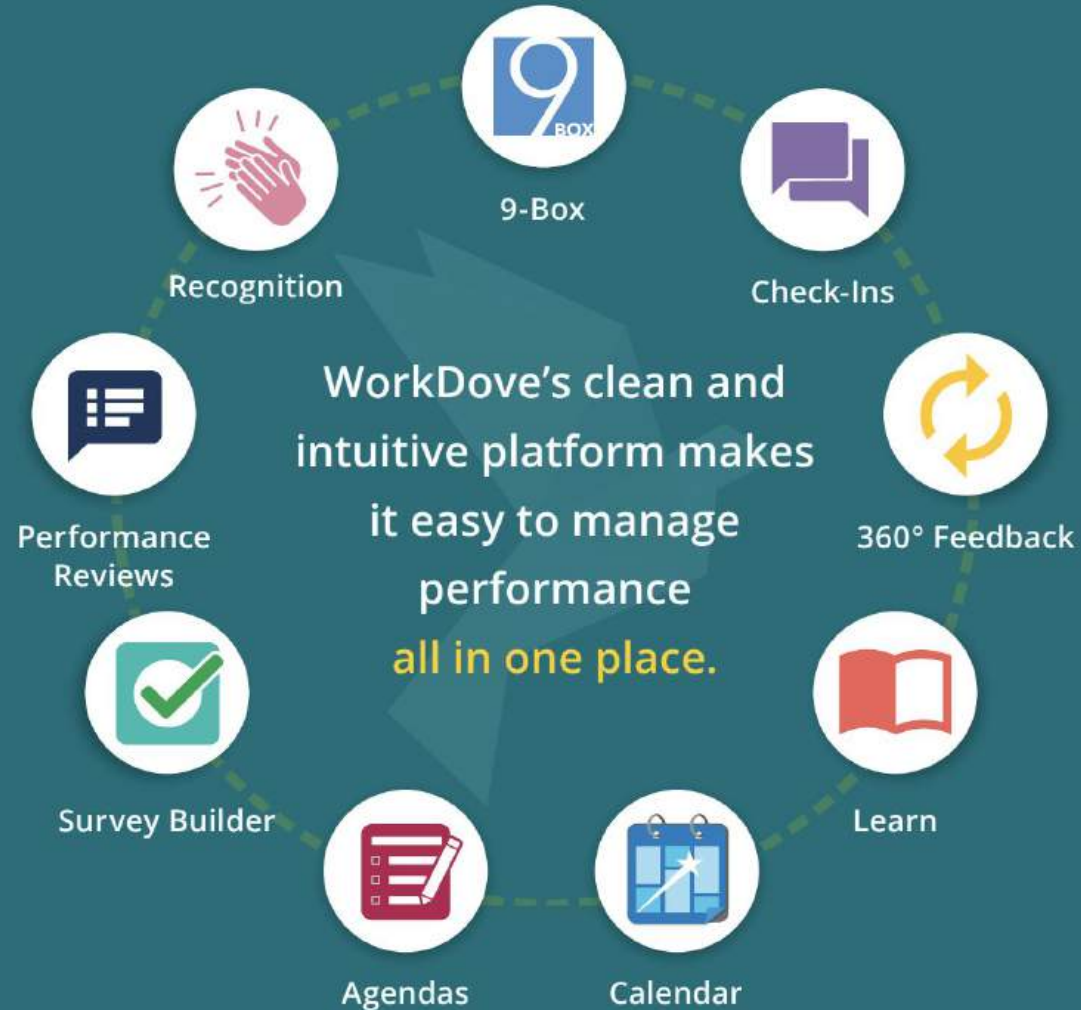 9
BOX
9-Box
Recognition
Check-Ins
WorkDove’s clean and
intuitive platform makes
it easy to manage
performance
all in one place.
Performance
Reviews
360° Feedback
Survey Builder
Learn
Agendas
Calendar